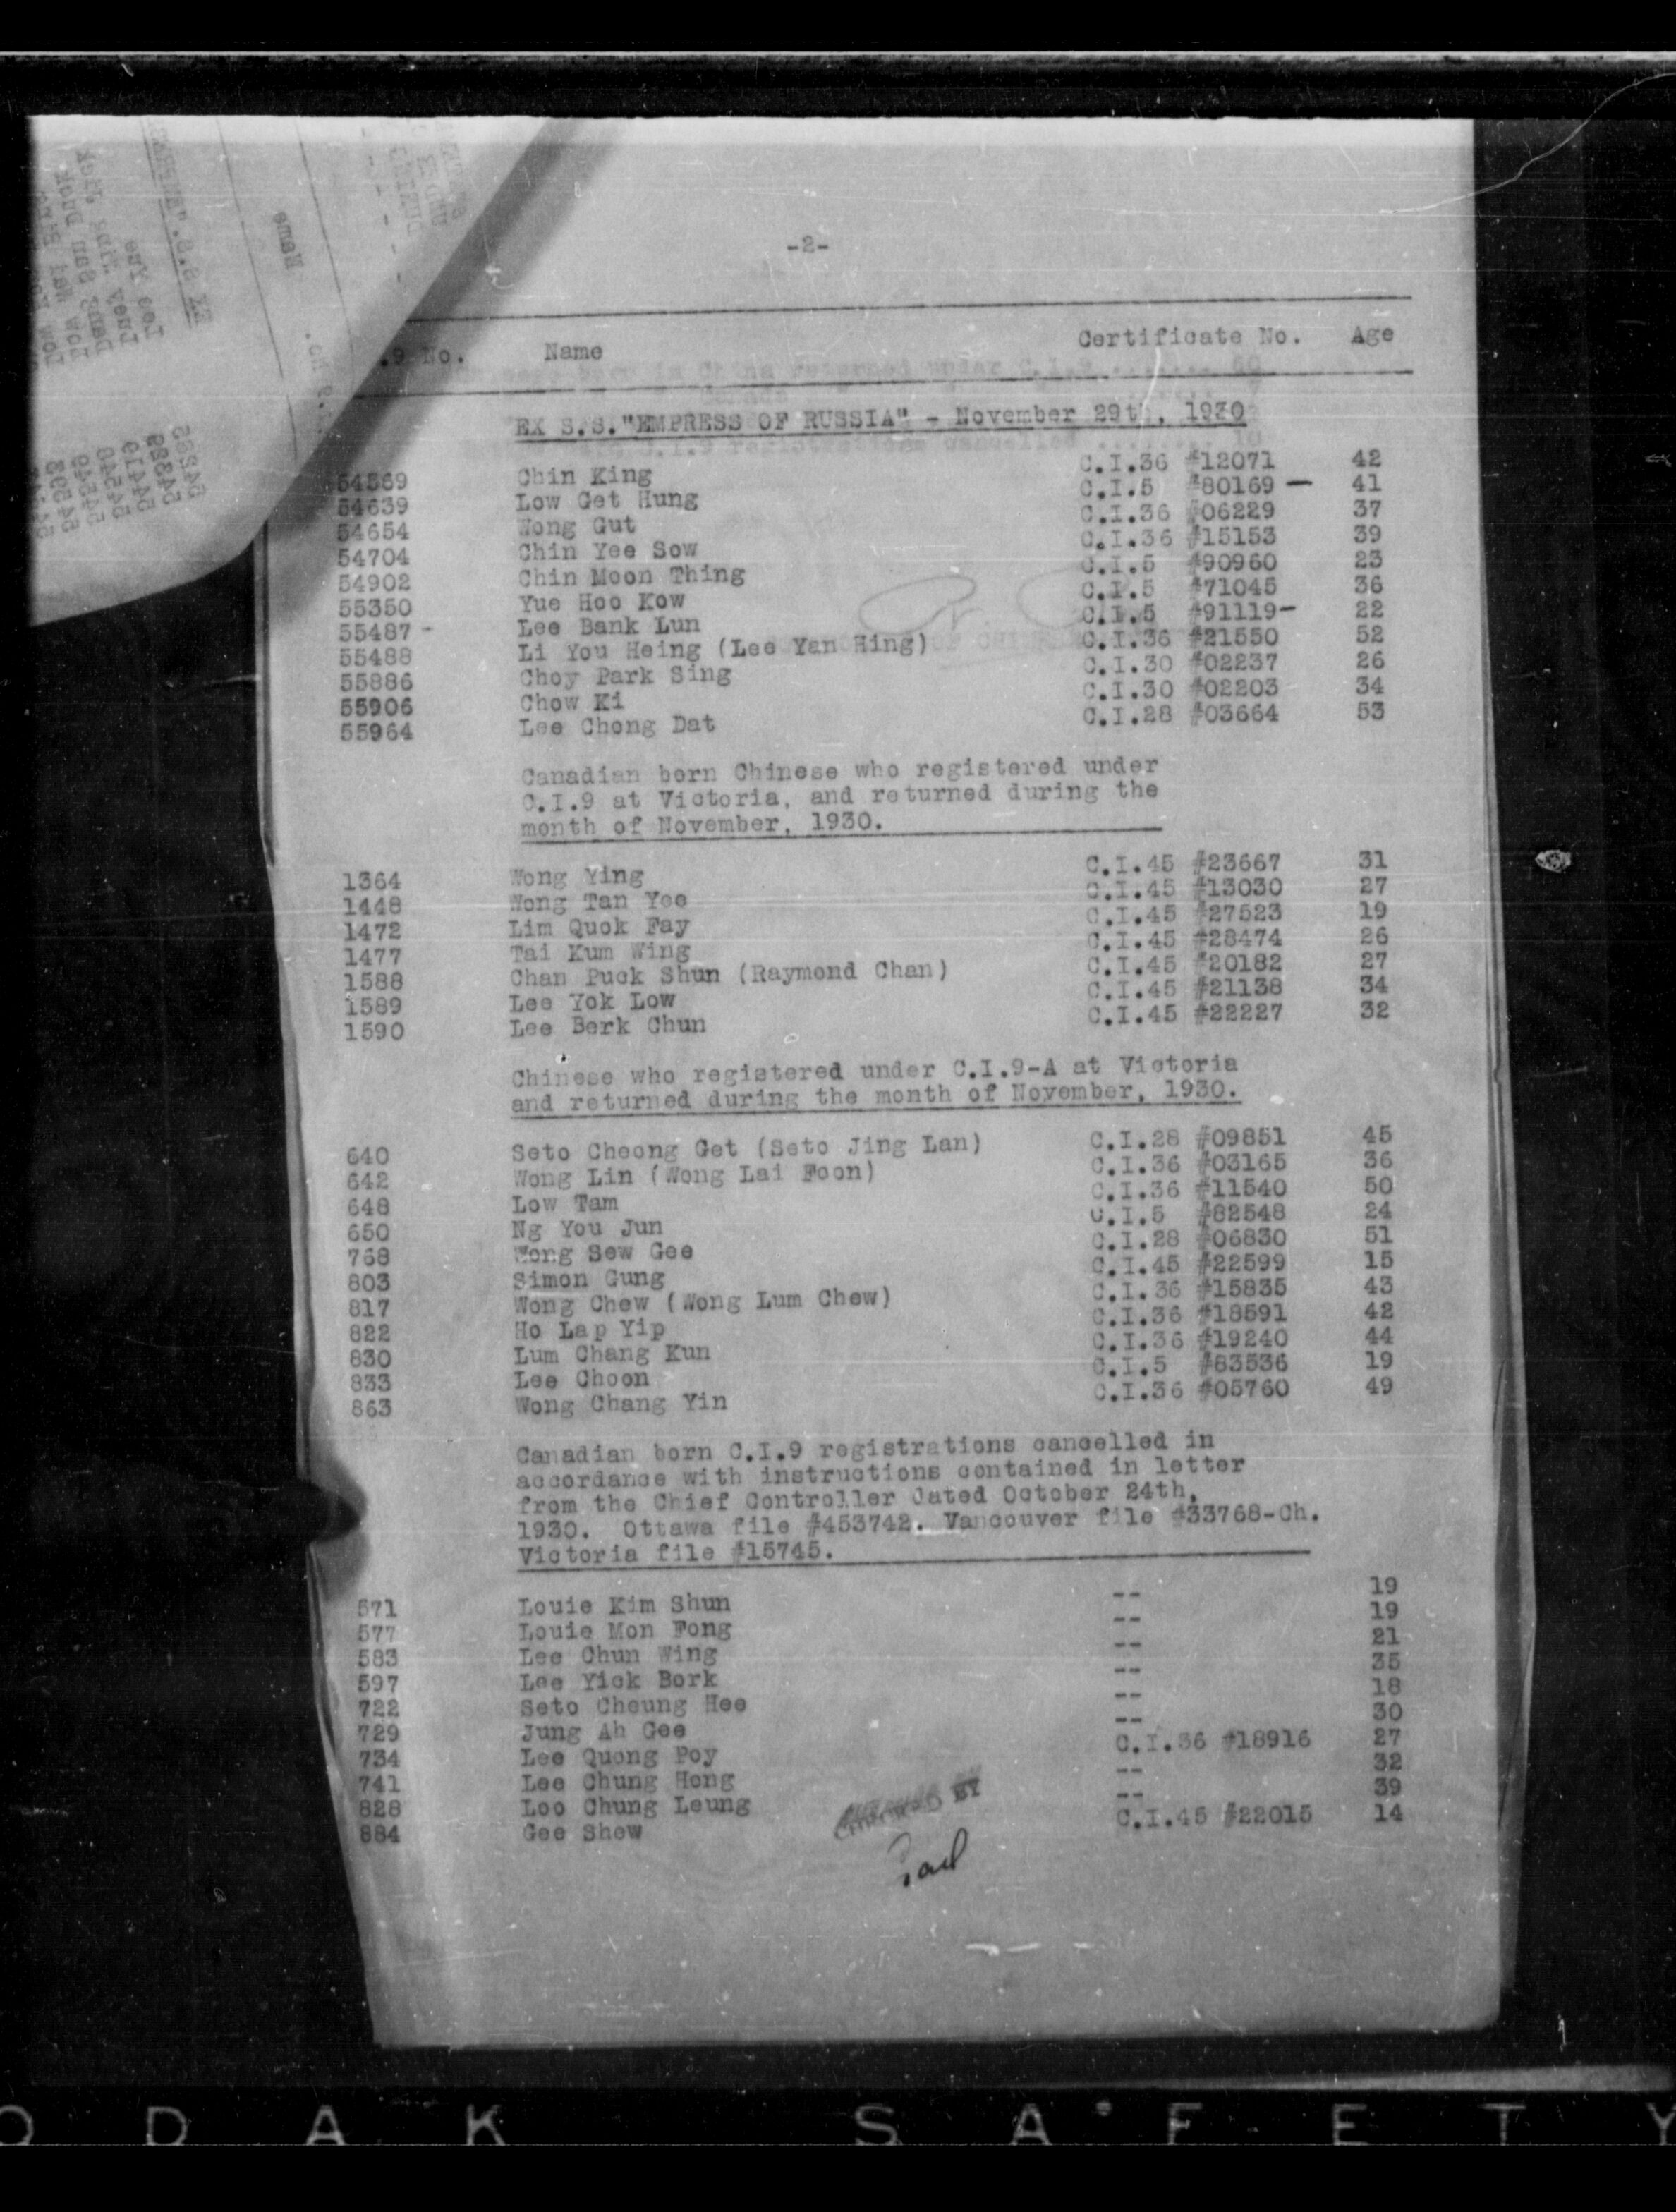 -2-
.9 No. Name Certificate No. Age
EX S.S."EMPRESS OF RUSSIA" - November 29th, 1930
54369 Chin King C.I.36 #12071 42
54639 Low Get Hung C.I.5 #80169 — 41
54654 Wong Gut C.I.36 #06229 37
54704 Chin Yee Sow C.I.36 #15153 39
54902 Chin Moon Thing C.I.5 #90960 23
55350 Yue Hoo Kow C.I.5 #71045 36
55487 - Lee Bank Lun C.I.5 #91119- 22
55488 Li You Heing (Lee Yan Hing) C.I.36 #21550 52
55886 Choy Park Sing C.I.30 #02237 26
55906 Chow Ki C.I.30 #02203 34
55964 Lee Chong Dat C.I.28 #03664 53
Canadian born Chinese who registered under
C.I.9 at Victoria, and returned during the
month of November, 1930.
1364 Wong Ying C.I.45 #23667 31
1448 Wong Tan Yee C.I.45 #13030 27
1472 Lim Quok Fay C.I.45 #27523 19
1477 Tai Kum Wing C.I.45 #28474 26
1588 Chan Puck Shun (Raymond Chan) C.I.45 #20182 27
1589 Lee Yok Low C.I.45 #21138 34
1590 Lee Berk Chun C.I.45 #22227 32
Chinese who registered under C.I.9-A at Victoria
and returned during the month of November, 1930.
640 Seto Cheong Get (Seto Jing Lan) C.I.28 #09851 45
642 Wong Lin (Wong Lai Foon) C.I.36 #03165 36
648 Low Tam C.I.36 #11540 50
650 Ng You Jun C.I.5 #82548 24
768 Wong Sew Gee C.I.28 #06830 51
803 Simon Gung C.I.45 #22599 15
817 Wong Chew (Wong Lum Chew) C.I.36 #15835 43
822 Ho Lap Yip C.I.36 #18591 42
830 Lum Chang Kun C.I.36 #19240 44
833 Lee Choon C.I.5 #83536 19
863 Wong Chang Yin C.I.36 #05760 49
Canadian born C.I.9 registrations cancelled in
accordance with instructions contained in letter
from the Chief Controller dated October 24th,
1930. Ottawa file #453742. Vancouver file #33768-Ch.
Victoria file #15745.
571 Louie Kim Shun -- 19
577 Louie Mon Fong -- 19
583 Lee Chun Wing -- 21
597 Lee Yick Bork -- 35
722 Seto Cheung Hee -- 18
729 Jung Ah Gee -- 30
734 Lee Quong Poy C.I.36 #18916 27
741 Lee Chung Hong -- 32
828 Loo Chung Leung -- 39
884 Gee Shew C.I.45 #22015 14
BY
O D A K S A F E T Y